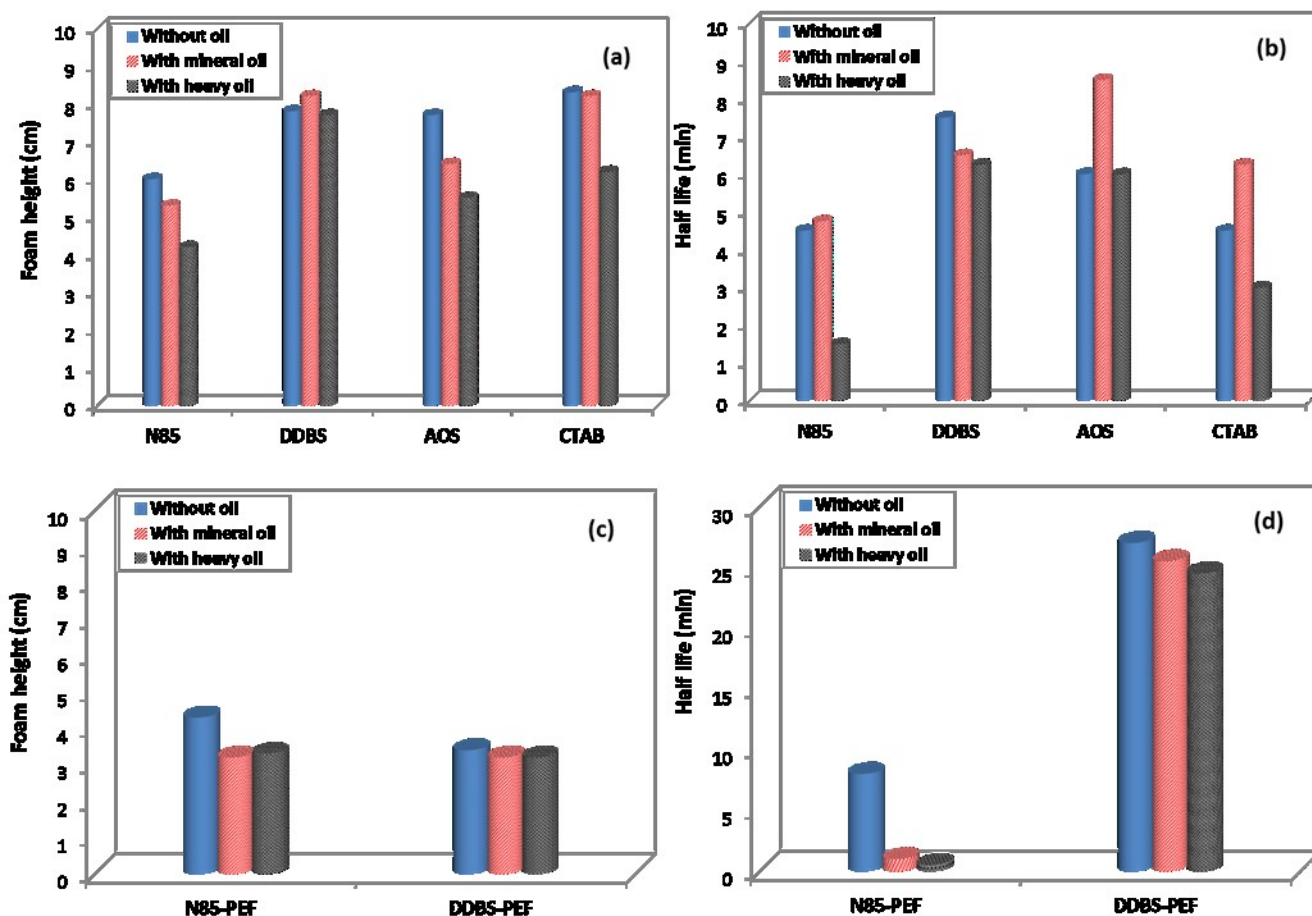 Without oil
With mineral oil
With heavy oil
(a)
Foam height (cm)
10
9
8
7
6
5
4
3
2
1
0
N85 DDBS AOS CTAB
Without oil
With mineral oil
With heavy oil
(b)
Half life (min)
10
9
8
7
6
5
4
3
2
1
0
N85 DDBS AOS CTAB
Without oil
With mineral oil
With heavy oil
(c)
Foam height (cm)
10
9
8
7
6
5
4
3
2
1
0
N85-PEF DDBS-PEF
Without oil
With mineral oil
With heavy oil
(d)
Half life (min)
30
25
20
15
10
5
0
N85-PEF DDBS-PEF